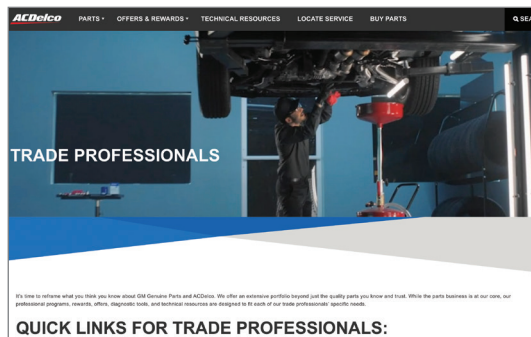 ACDelco PARTS OFFERS & REWARDS TECHNICAL RESOURCES LOCATE SERVICE BUY PARTS SEA
TRADE PROFESSIONALS
It's time to reframe what you think you know about GM Genuine Parts and ACDelco. We offer an extensive portfolio beyond just the quality parts you know and trust. While the parts business is at our core, our
professional programs, rewards, offers, diagnostic tools, and technical resources are designed to fit each of our trade professionals' specific needs.
QUICK LINKS FOR TRADE PROFESSIONALS: